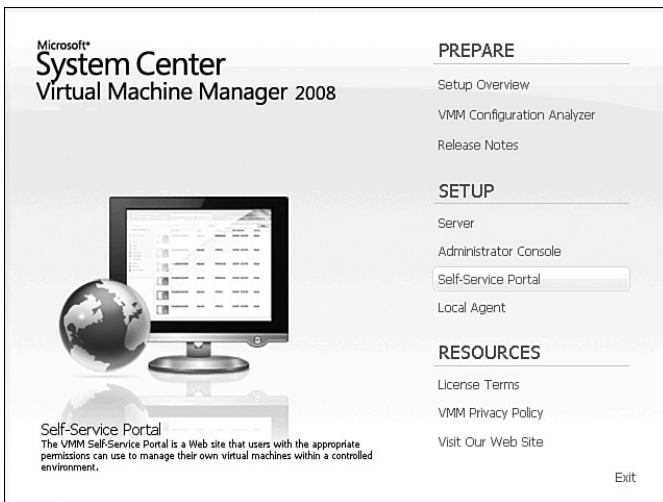 Microsoft®
System Center
Virtual Machine Manager 2008
PREPARE
Setup Overview
VMM Configuration Analyzer
Release Notes
SETUP
Server
Administrator Console
Self-Service Portal
Local Agent
RESOURCES
License Terms
VMM Privacy Policy
Visit Our Web Site
Self-Service Portal
The VMM Self-Service Portal is a Web site that users with the appropriate
permissions can use to manage their own virtual machines within a controlled
environment.
Exit